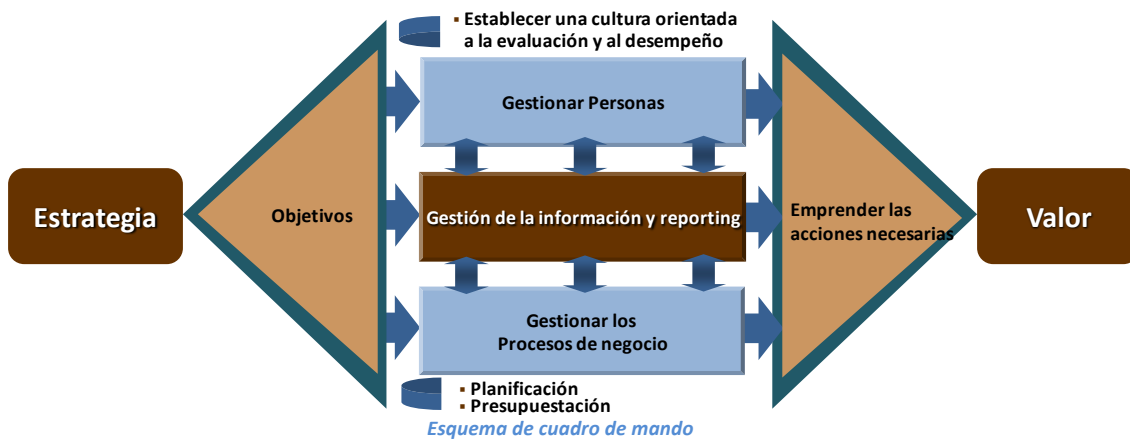 ▪ Establecer una cultura orientada
a la evaluación y al desempeño
Gestionar Personas
Estrategia
Objetivos
Gestión de la información y reporting
Emprender las
acciones necesarias
Valor
Gestionar los
Procesos de negocio
▪ Planificación
▪ Presupuestación
Esquema de cuadro de mando